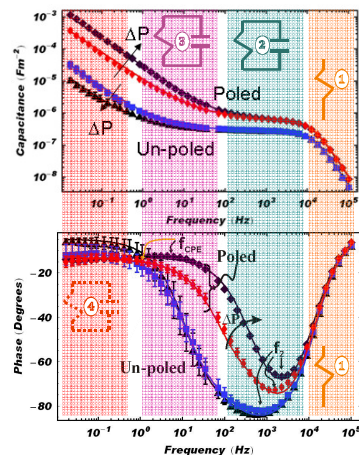 Capacitance (Fm⁻²)
10⁻³
10⁻⁴
10⁻⁵
10⁻⁶
10⁻⁷
10⁻⁸
ΔP
ΔP
3
2
1
Poled
Un-poled
10⁻¹ 10⁰ 10¹ 10² 10³ 10⁴ 10⁵
Frequency (Hz)
Phase (Degrees)
-20
-40
-60
-80
f_CPE
Poled
4
ΔP
f₂
1
Un-poled
10⁻¹ 10⁰ 10¹ 10² 10³ 10⁴ 10⁵
Frequency (Hz)